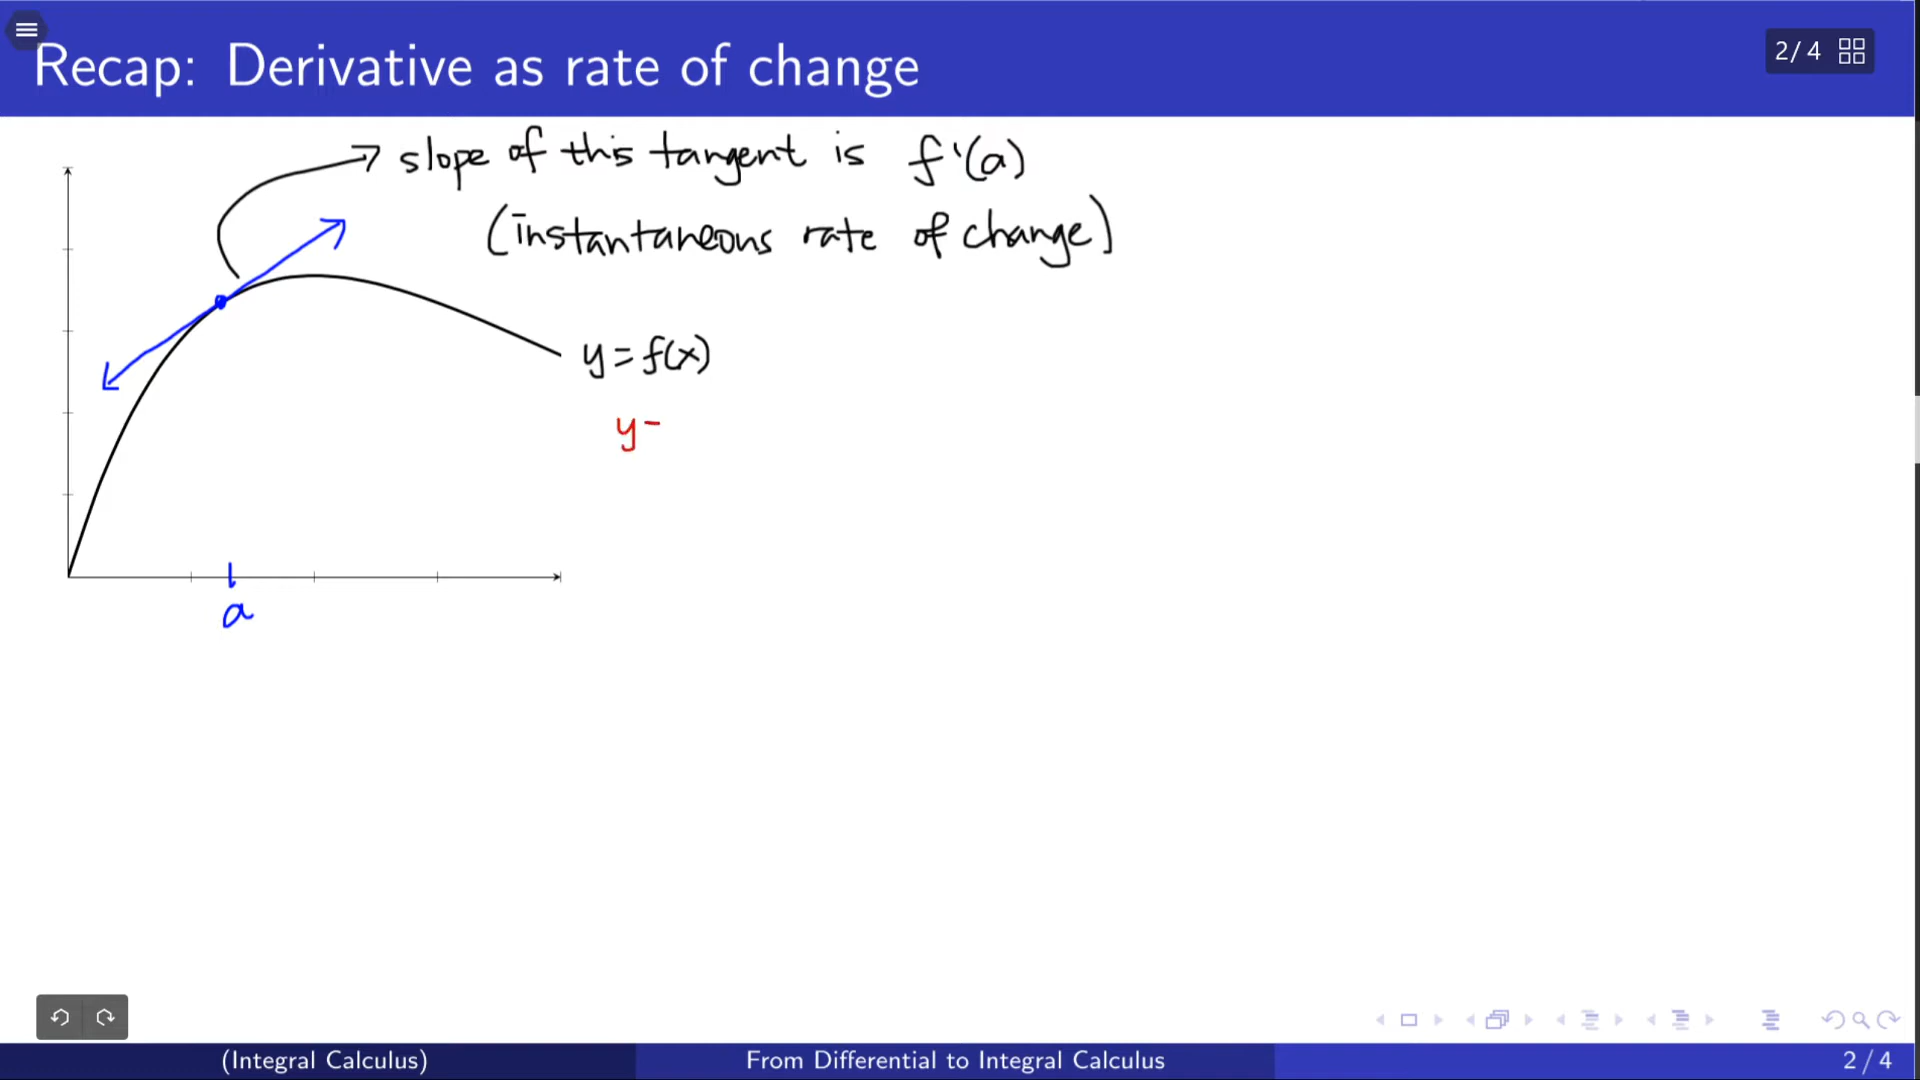 Recap: Derivative as rate of change
2/ 4
slope of this tangent is f'(a)
(instantaneous rate of change)
y = f(x)
y-
a
(Integral Calculus)
From Differential to Integral Calculus
2 / 4